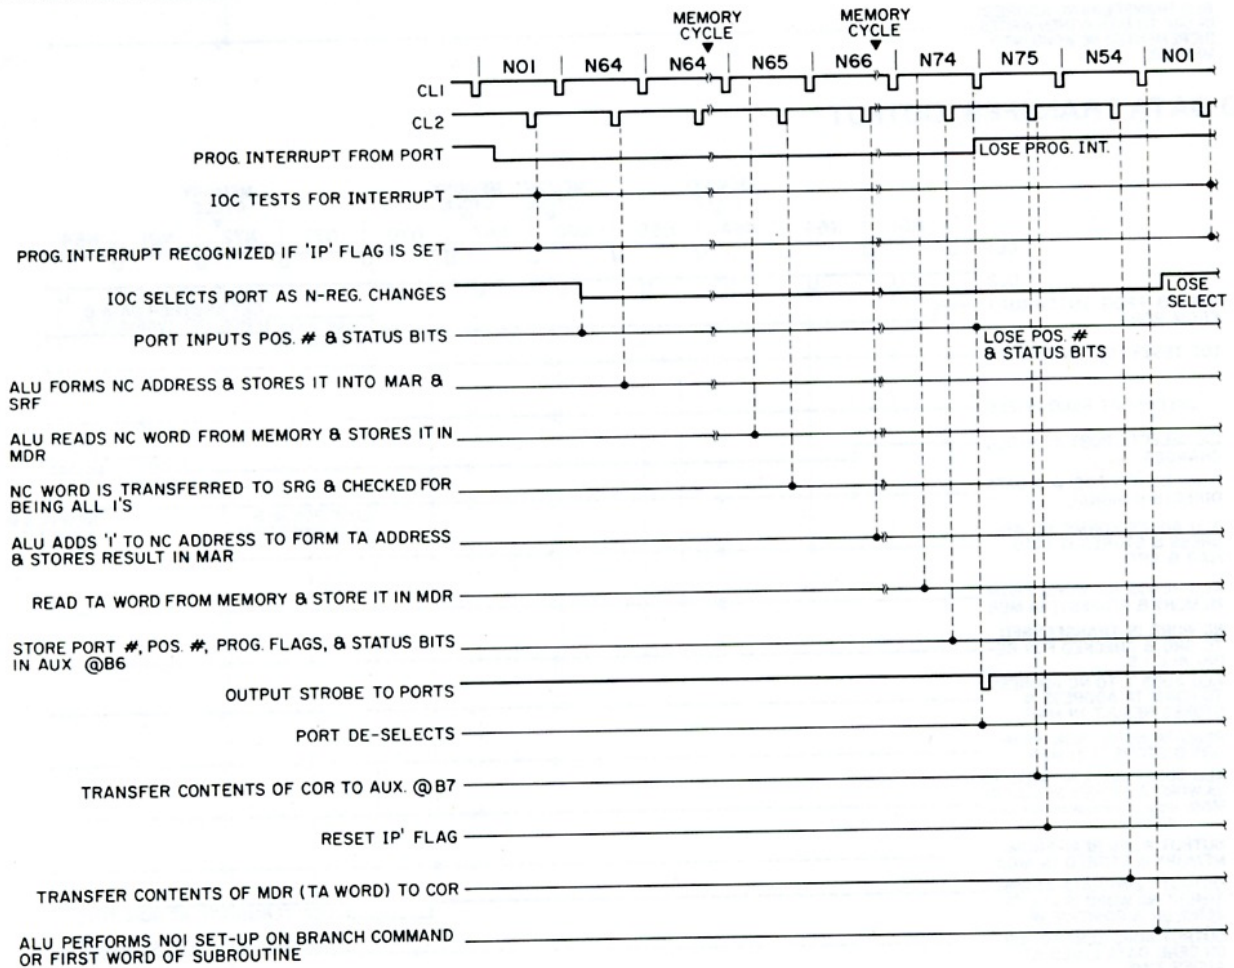 MEMORY
CYCLE
MEMORY
CYCLE
N01 N64 N64 N65 N66 N74 N75 N54 N01
CL1
CL2
PROG. INTERRUPT FROM PORT
LOSE PROG. INT.
IOC TESTS FOR INTERRUPT
PROG. INTERRUPT RECOGNIZED IF 'IP' FLAG IS SET
IOC SELECTS PORT AS N-REG. CHANGES
LOSE
SELECT
PORT INPUTS POS. # & STATUS BITS
LOSE POS. #
& STATUS BITS
ALU FORMS NC ADDRESS & STORES IT INTO MAR &
SRF
ALU READS NC WORD FROM MEMORY & STORES IT IN
MDR
NC WORD IS TRANSFERRED TO SRG & CHECKED FOR
BEING ALL I'S
ALU ADDS 'I' TO NC ADDRESS TO FORM TA ADDRESS
& STORES RESULT IN MAR
READ TA WORD FROM MEMORY & STORE IT IN MDR
STORE PORT #, POS. #, PROG. FLAGS, & STATUS BITS
IN AUX @B6
OUTPUT STROBE TO PORTS
PORT DE-SELECTS
TRANSFER CONTENTS OF COR TO AUX. @B7
RESET IP' FLAG
TRANSFER CONTENTS OF MDR (TA WORD) TO COR
ALU PERFORMS N01 SET-UP ON BRANCH COMMAND
OR FIRST WORD OF SUBROUTINE